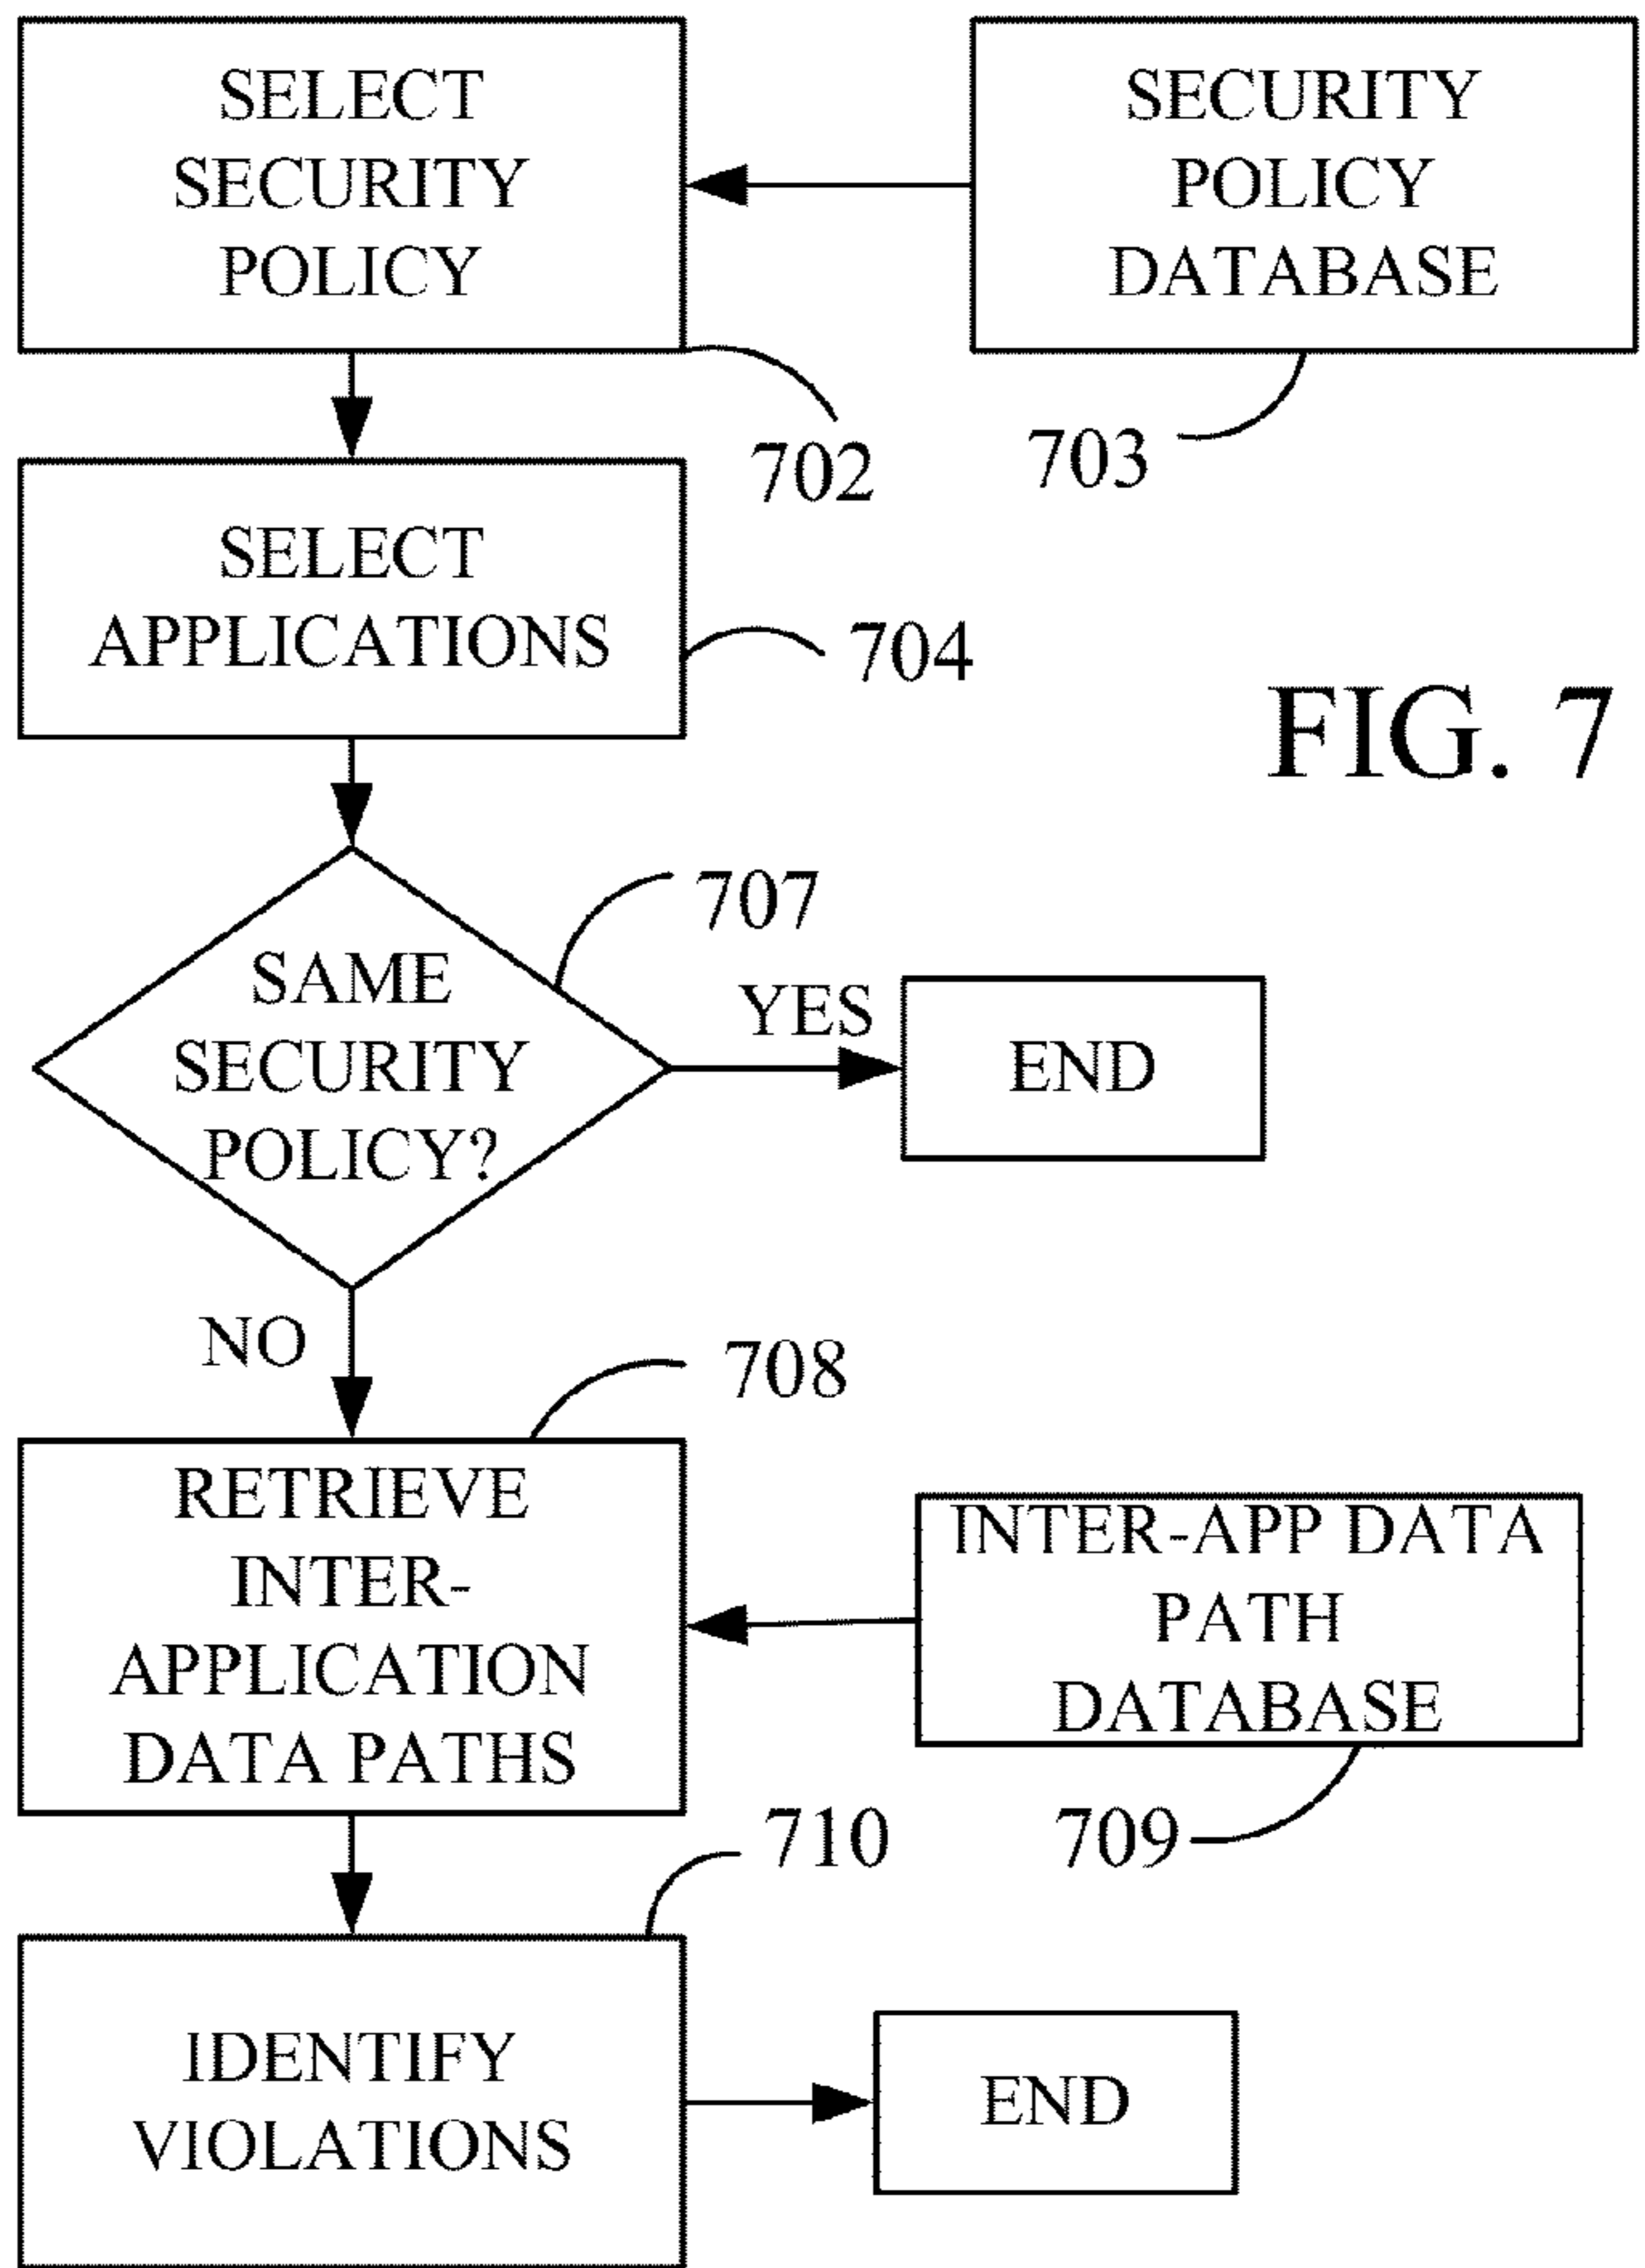 SELECT
SECURITY
POLICY
SECURITY
POLICY
DATABASE
702
703
SELECT
APPLICATIONS
704
FIG. 7
707
SAME
SECURITY
POLICY?
YES
END
NO
708
RETRIEVE
INTER-
APPLICATION
DATA PATHS
INTER-APP DATA
PATH
DATABASE
709
710
IDENTIFY
VIOLATIONS
END